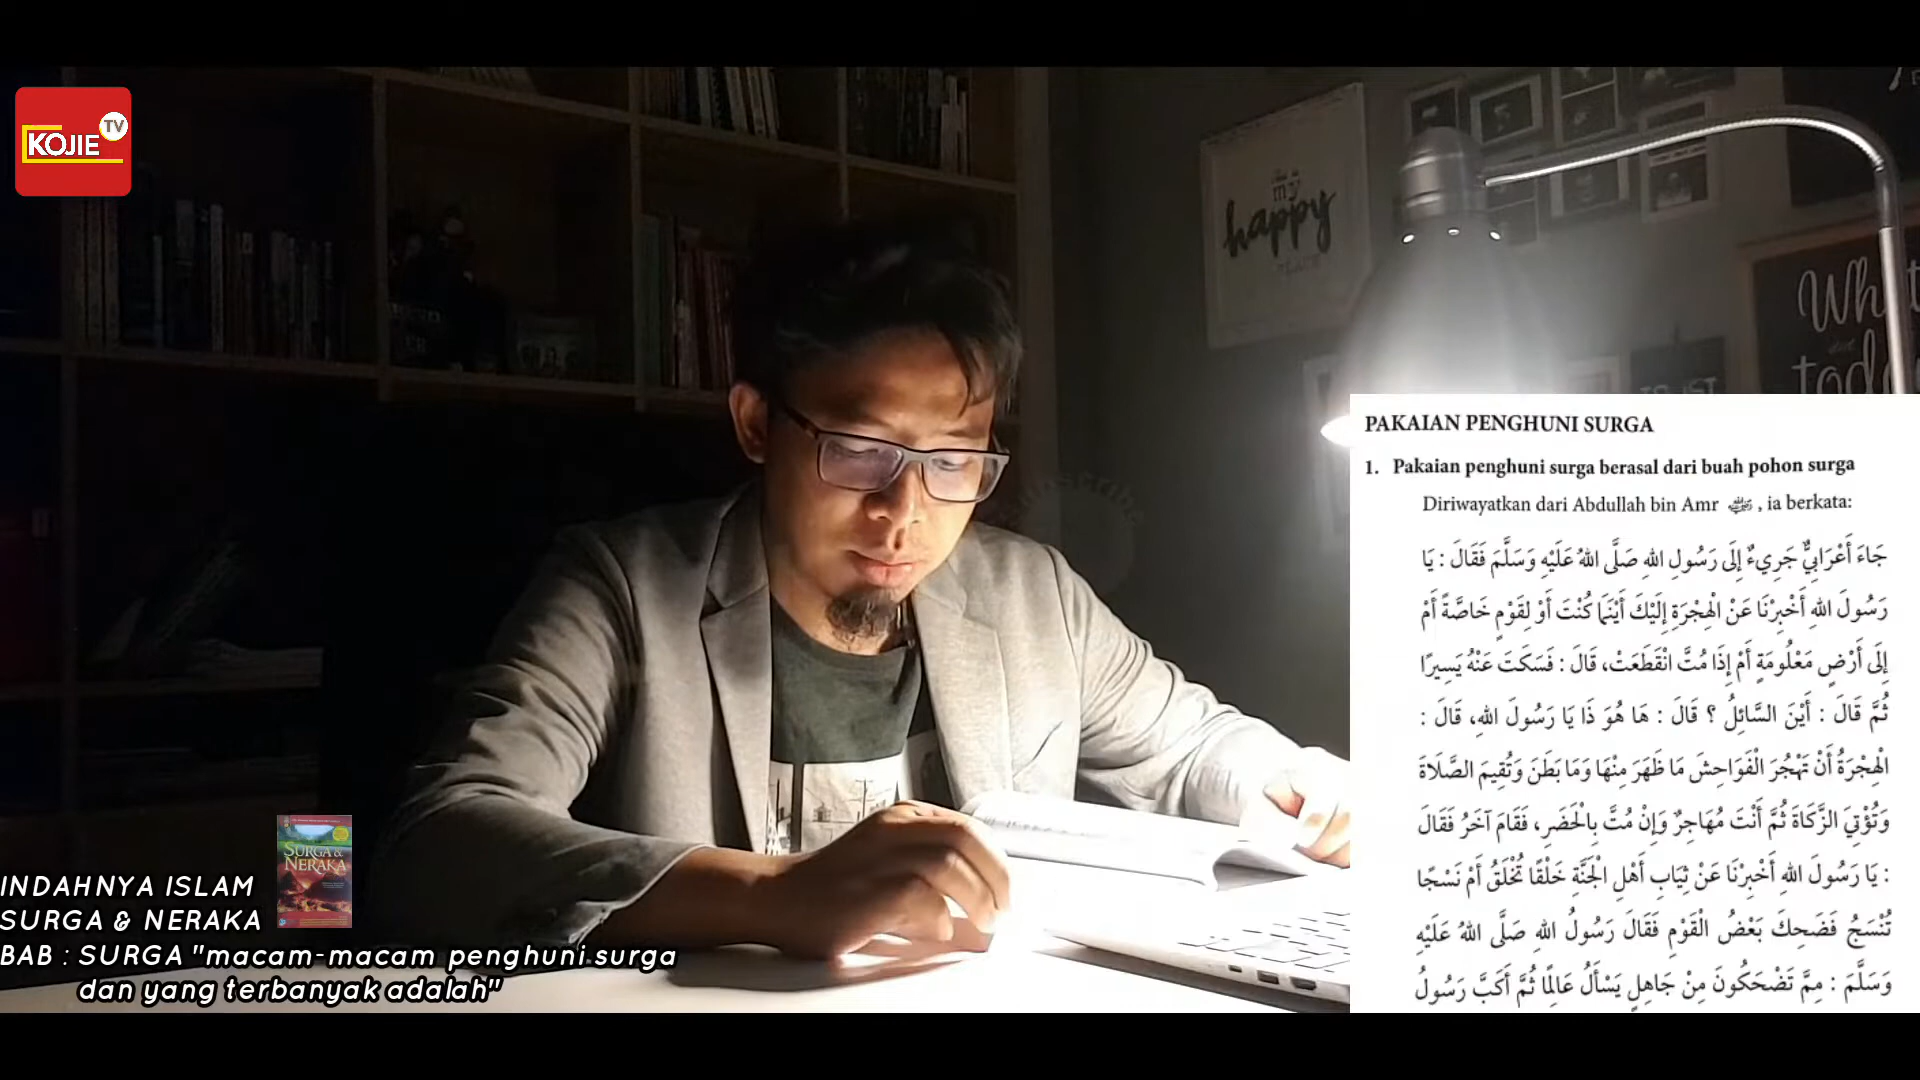 KOJIE TV
my
happy
PLACE
Wh
today
PAKAIAN PENGHUNI SURGA
1. Pakaian penghuni surga berasal dari buah pohon surga
Diriwayatkan dari Abdullah bin Amr ﷺ, ia berkata:
جَاءَ أَعْرَابِيٌّ جَرِيءٌ إِلَى رَسُولِ اللهِ صَلَّى اللهُ عَلَيْهِ وَسَلَّمَ فَقَالَ : يَا
رَسُولَ اللهِ أَخْبِرْنَا عَنْ الْهِجْرَةِ إِلَيْكَ أَيْنَمَا كُنْتَ أَوْ لِقَوْمٍ خَاصَّةً أَمْ
إِلَى أَرْضٍ مَعْلُومَةٍ أَمْ إِذَا مُتَّ انْقَطَعَتْ، قَالَ : فَسَكَتَ عَنْهُ يَسِيرًا
ثُمَّ قَالَ : أَيْنَ السَّائِلُ ؟ قَالَ : هَا هُوَ ذَا يَا رَسُولَ اللهِ، قَالَ :
الْهِجْرَةُ أَنْ تَهْجُرَ الْفَوَاحِشَ مَا ظَهَرَ مِنْهَا وَمَا بَطَنَ وَتُقِيمَ الصَّلَاةَ
وَتُؤْتِيَ الزَّكَاةَ ثُمَّ أَنْتَ مُهَاجِرٌ وَإِنْ مُتَّ بِالْحَضَرِ، فَقَامَ آخَرُ فَقَالَ
: يَا رَسُولَ اللهِ أَخْبِرْنَا عَنْ ثِيَابِ أَهْلِ الْجَنَّةِ خَلْقًا تُخْلَقُ أَمْ نَسْجًا
تُنْسَجُ فَضَحِكَ بَعْضُ الْقَوْمِ فَقَالَ رَسُولُ اللهِ صَلَّى اللهُ عَلَيْهِ
وَسَلَّمَ : مِمَّ تَضْحَكُونَ مِنْ جَاهِلٍ يَسْأَلُ عَالِمًا ثُمَّ أَكَبَّ رَسُولُ
SURGA &
NERAKA
INDAHNYA ISLAM
SURGA & NERAKA
BAB : SURGA "macam-macam penghuni surga
dan yang terbanyak adalah"